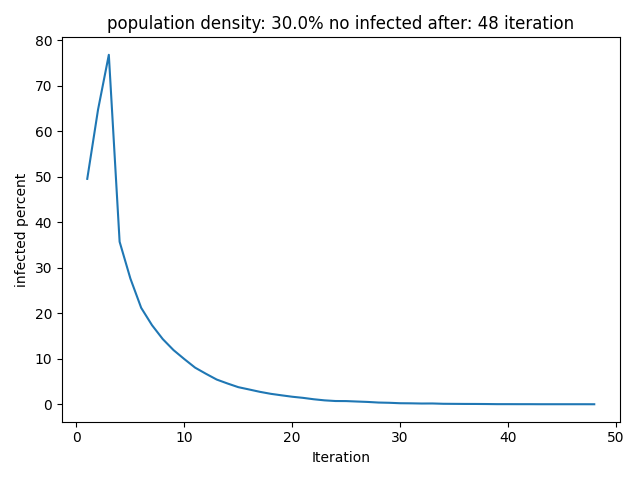 population density: 30.0% no infected after: 48 iteration
80
70
60
50
40
30
20
10
0
infected percent
0 10 20 30 40 50
Iteration